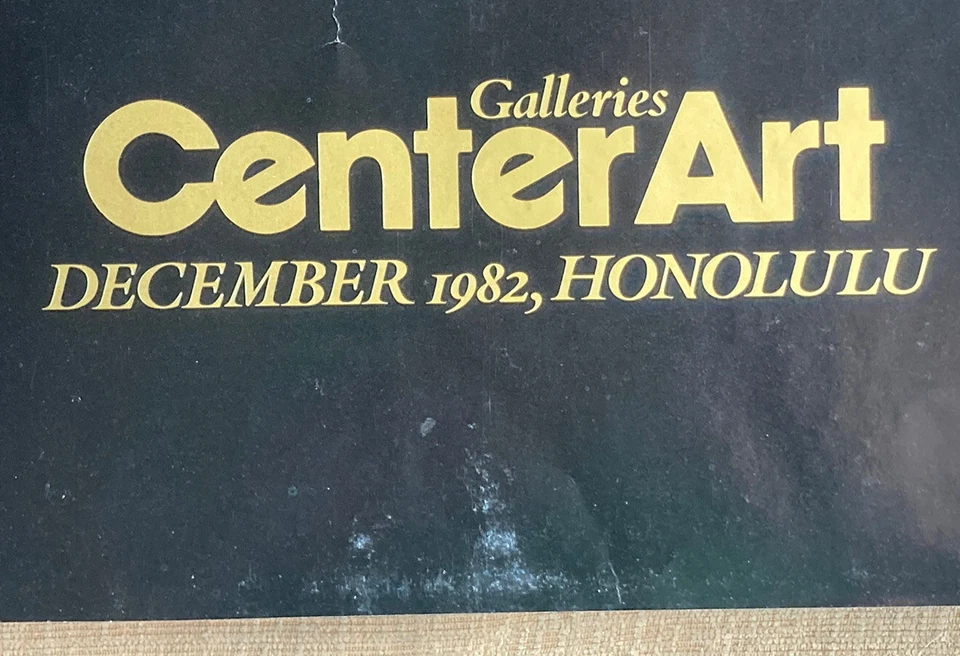 Galleries
CenterArt
DECEMBER 1982, HONOLULU